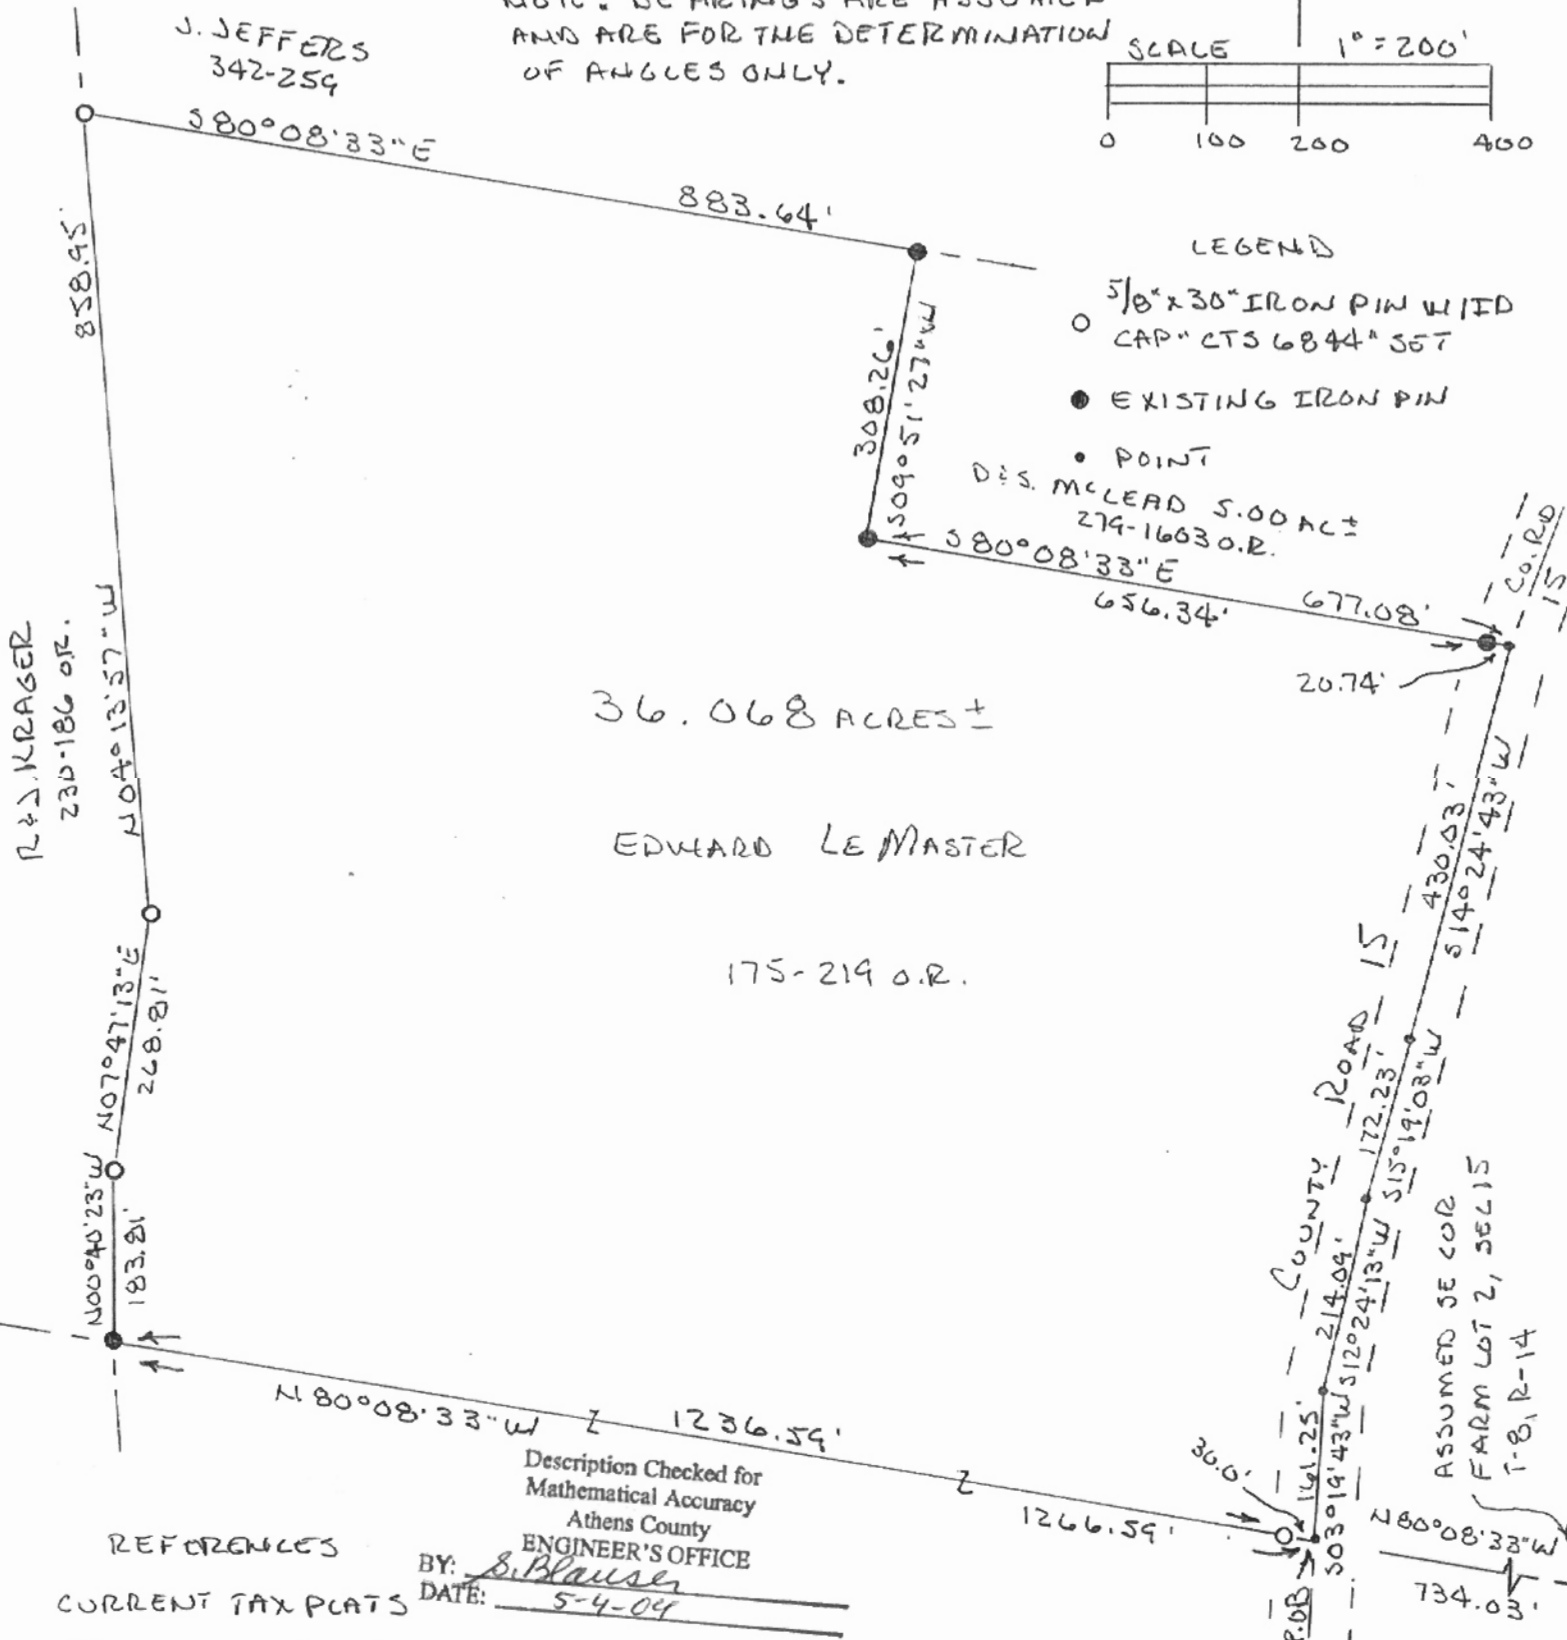 AND ARE FOR THE DETERMINATION
OF ANGLES ONLY.
J. JEFFERS
342-259
SCALE 1" = 200'
0 100 200 400
S80°08'33"E
883.64'
LEGEND
5/8" x 30" IRON PIN W/ID
CAP "CTS 6844" SET
EXISTING IRON PIN
POINT
858.95'
N04°13'57"W
R & J. KRAGER
230-186 O.R.
308.26'
S09°51'27"W
D & S. McLEAD 5.00 AC ±
279-1603 O.R.
S80°08'33"E
656.34'
677.08'
20.74'
CO. RD
15
36.068 ACRES ±
EDWARD LE MASTER
175-219 O.R.
430.03'
S14°24'43"W
COUNTY ROAD 15
172.23'
S15°19'03"W
214.09'
S12°24'13"W
161.25'
S03°19'43"W
N07°47'13"E
268.81'
N00°40'23"W
183.81'
ASSUMED SE COR
FARM LOT 2, SEC 15
T-8, R-14
N80°08'33"W
1236.59'
1266.59'
30.0'
P.O.B
N80°08'33"W
734.03'
Description Checked for
Mathematical Accuracy
Athens County
ENGINEER'S OFFICE
BY: S. Blauser
DATE: 5-4-04
REFERENCES
CURRENT TAX PLATS